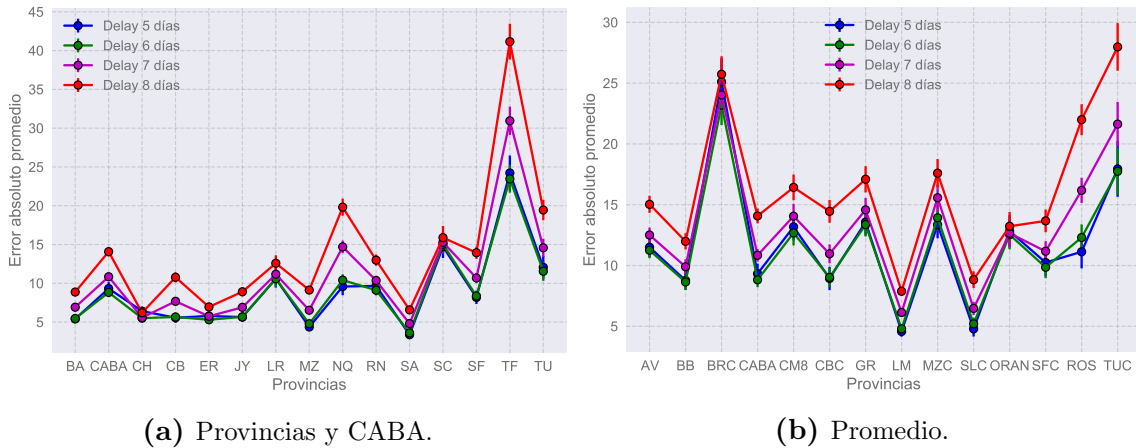 45
40
35
30
25
20
15
10
5
Error absoluto promedio
Delay 5 días
Delay 6 días
Delay 7 días
Delay 8 días
BA CABA CH CB ER JY LR MZ NQ RN SA SC SF TF TU
Provincias
(a) Provincias y CABA.
30
25
20
15
10
5
Error absoluto promedio
Delay 5 días
Delay 6 días
Delay 7 días
Delay 8 días
AV BB BRC CABA CM8 CBC GR LM MZC SLC ORAN SFC ROS TUC
Provincias
(b) Promedio.